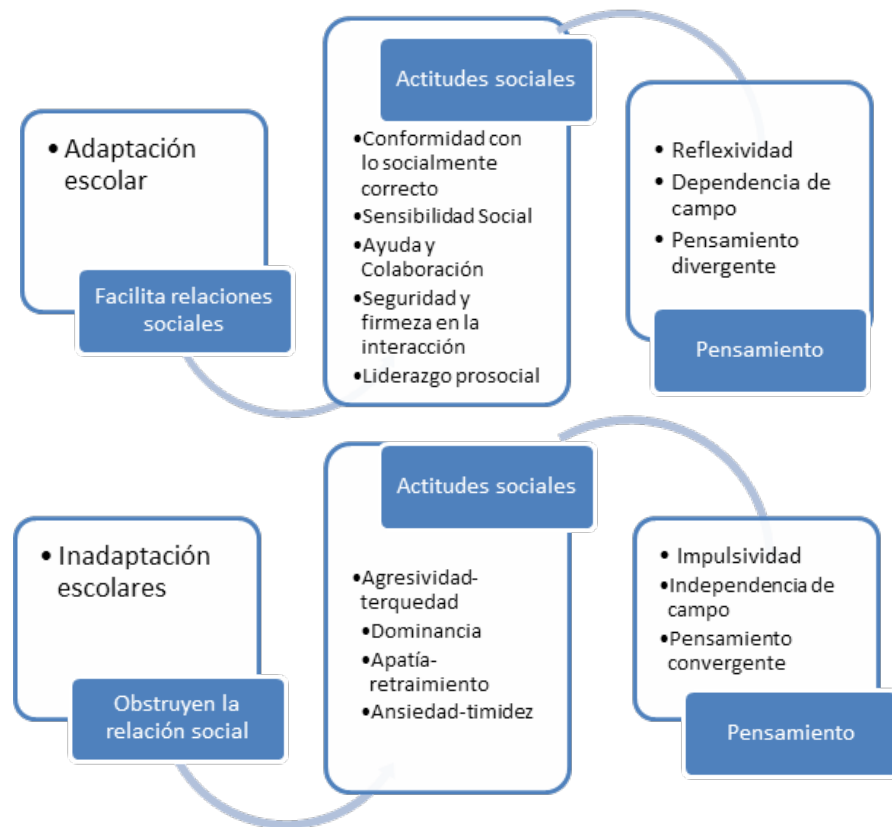 • Adaptación
escolar
Facilita relaciones
sociales
Actitudes sociales
•Conformidad con
lo socialmente
correcto
•Sensibilidad Social
•Ayuda y
Colaboración
•Seguridad y
firmeza en la
interacción
•Liderazgo prosocial
• Reflexividad
• Dependencia de
campo
• Pensamiento
divergente
Pensamiento
• Inadaptación
escolares
Obstruyen la
relación social
Actitudes sociales
•Agresividad-
terquedad
•Dominancia
•Apatía-
retraimiento
•Ansiedad-timidez
• Impulsividad
•Independencia de
campo
•Pensamiento
convergente
Pensamiento